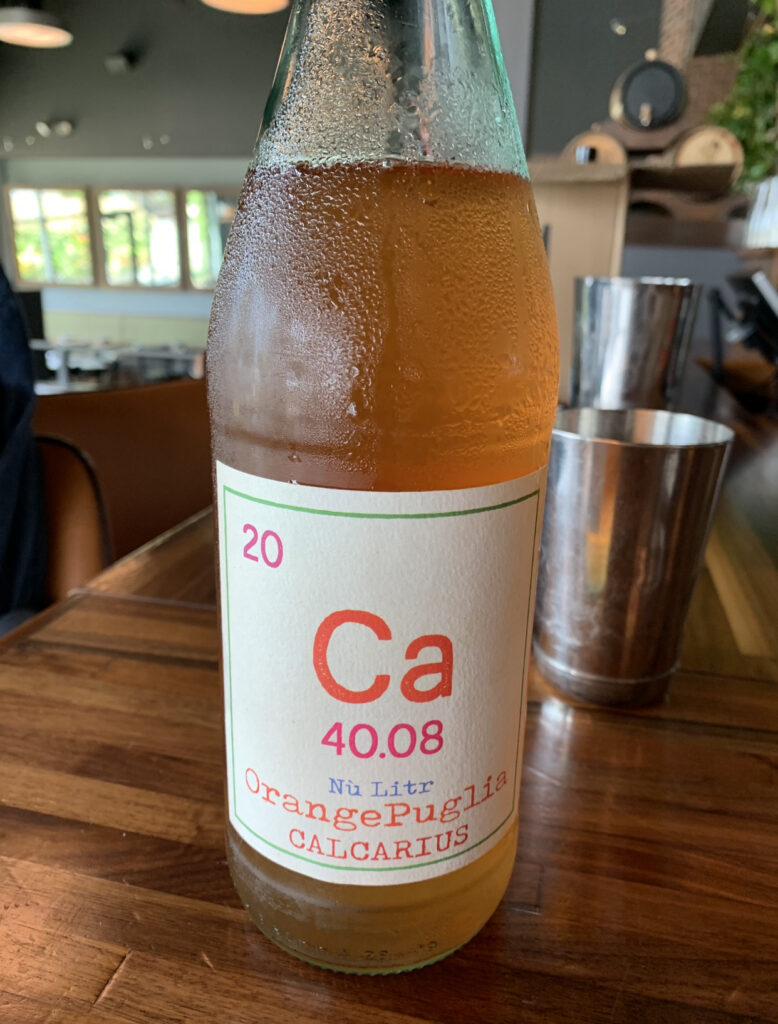 20
Ca
40.08
Nù Litr
OrangePuglia
CALCARIUS